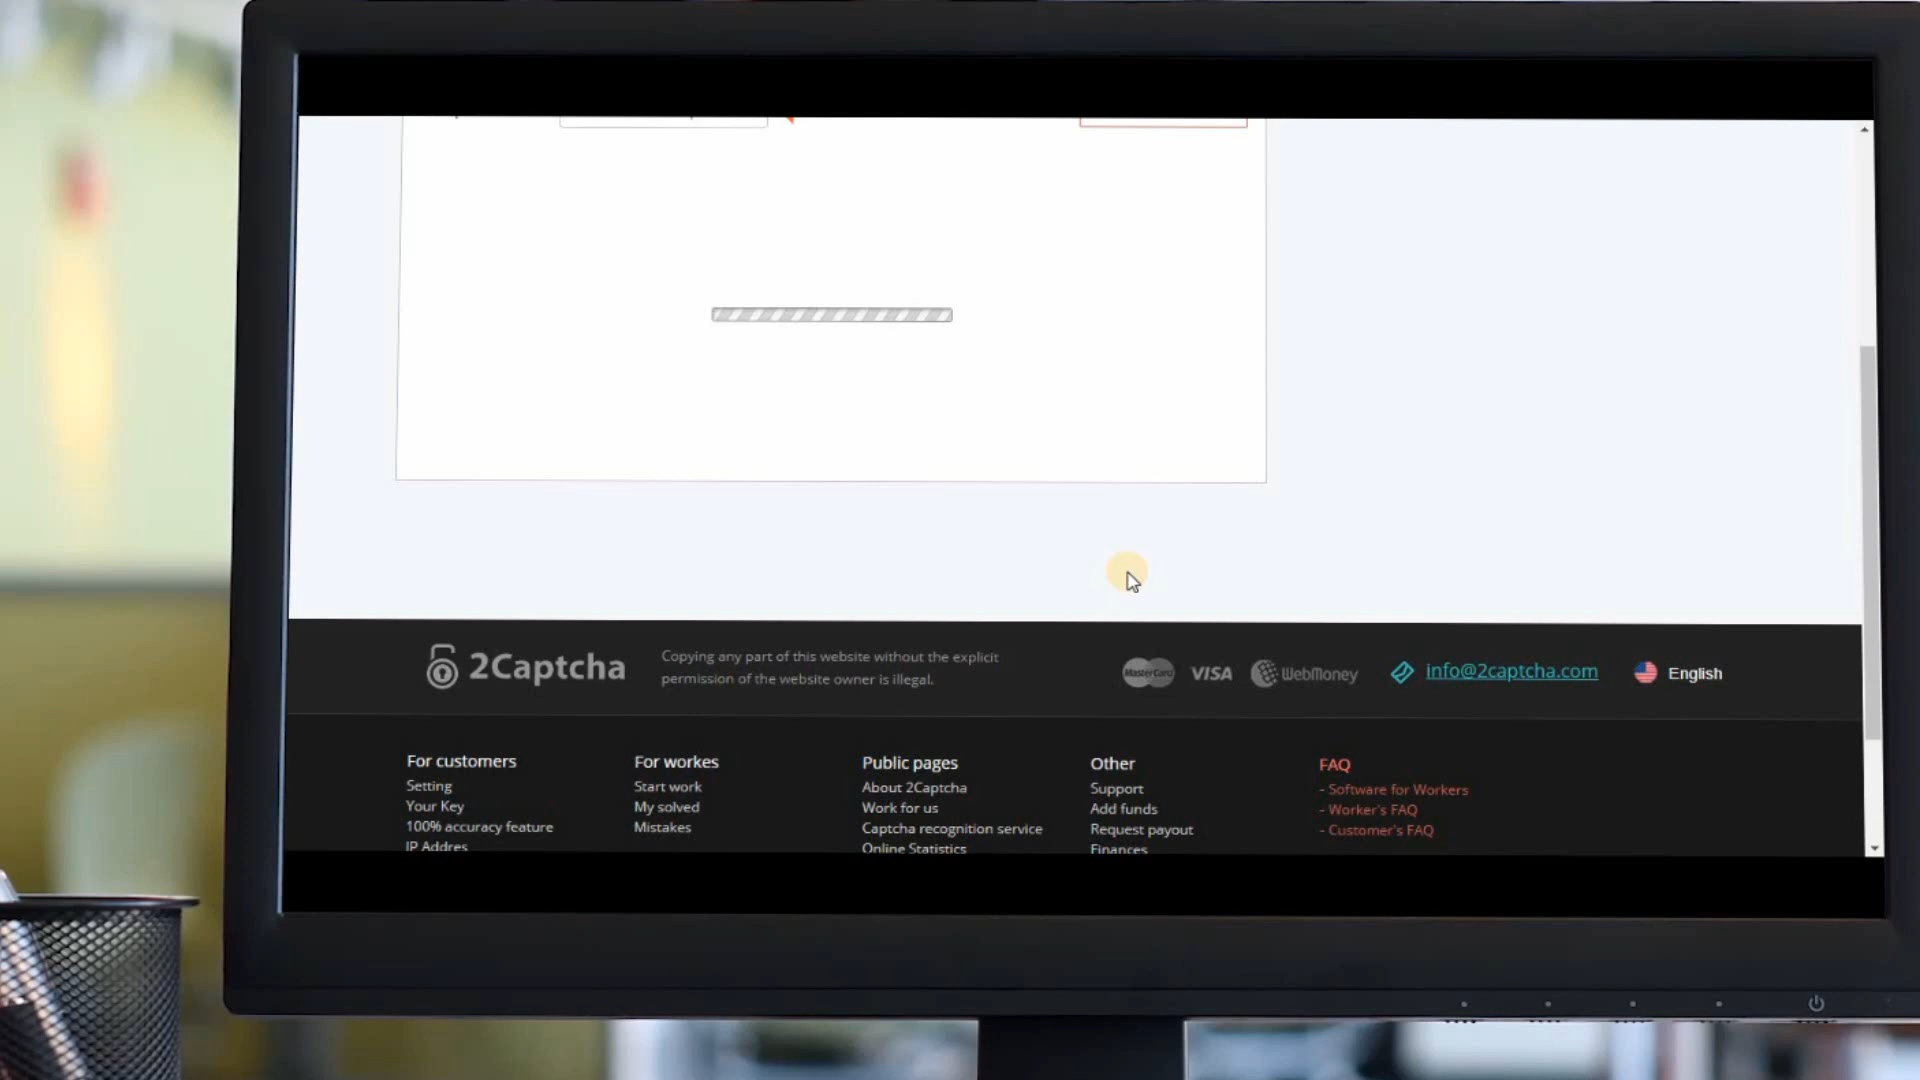 2Captcha
Copying any part of this website without the explicit
permission of the website owner is illegal.
MasterCard
VISA
WebMoney
info@2captcha.com
English
For customers
Setting
Your Key
100% accuracy feature
IP Addres
For workes
Start work
My solved
Mistakes
Public pages
About 2Captcha
Work for us
Captcha recognition service
Online Statistics
Other
Support
Add funds
Request payout
Finances
FAQ
- Software for Workers
- Worker's FAQ
- Customer's FAQ